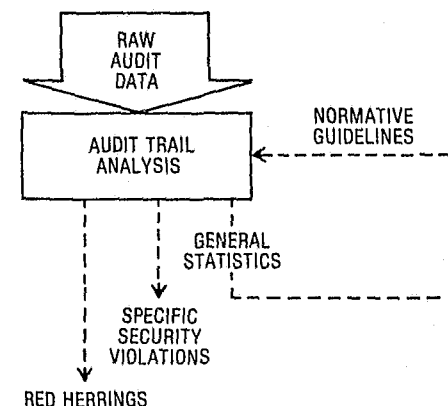 RAW
AUDIT
DATA
AUDIT TRAIL
ANALYSIS
NORMATIVE
GUIDELINES
GENERAL
STATISTICS
SPECIFIC
SECURITY
VIOLATIONS
RED HERRINGS